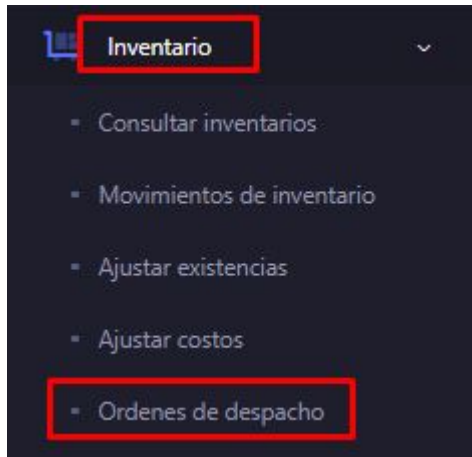 Inventario
Consultar inventarios
Movimientos de inventario
Ajustar existencias
Ajustar costos
Ordenes de despacho